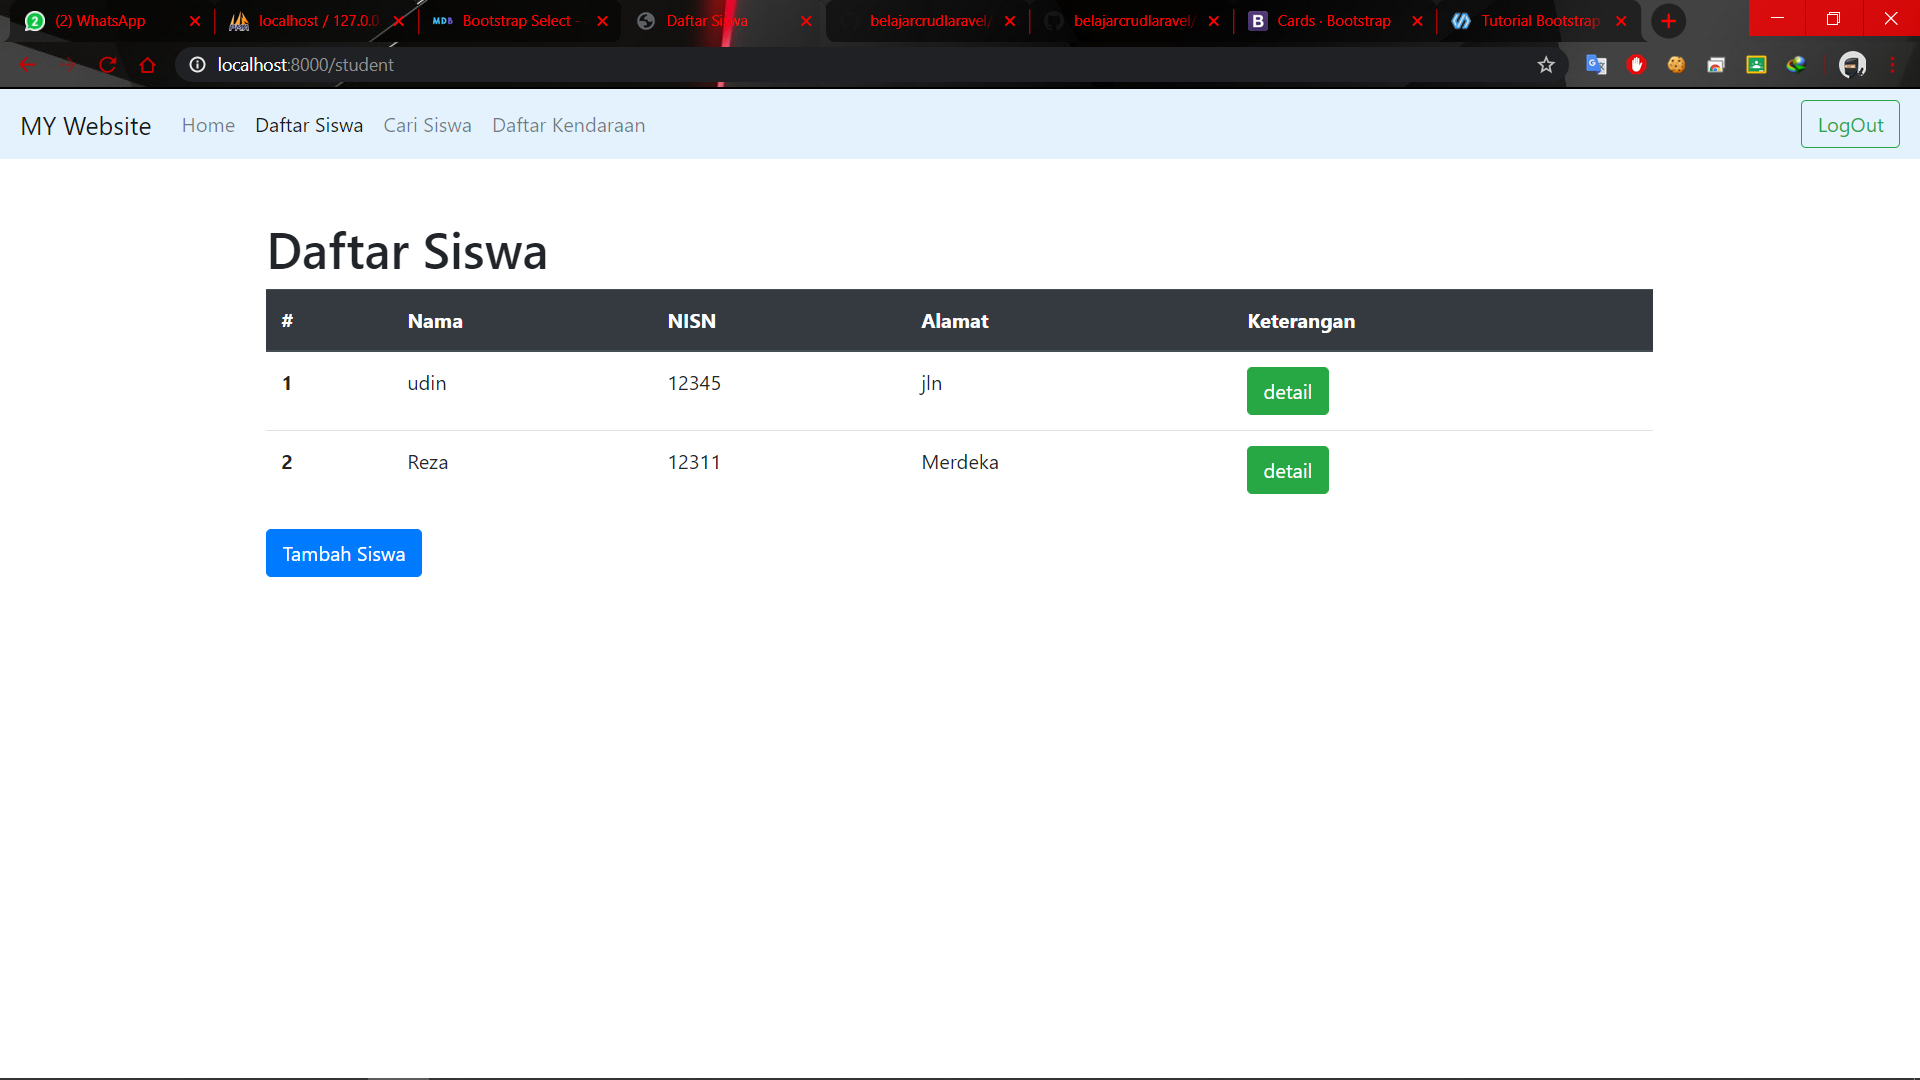 2 (2) WhatsApp localhost / 127.0.0 MDB Bootstrap Select - Daftar Siswa belajarcrudlaravel/ belajarcrudlaravel/ B Cards · Bootstrap Tutorial Bootstrap
localhost:8000/student
MY Website Home Daftar Siswa Cari Siswa Daftar Kendaraan LogOut
Daftar Siswa
# Nama NISN Alamat Keterangan
1 udin 12345 jln detail
2 Reza 12311 Merdeka detail
Tambah Siswa